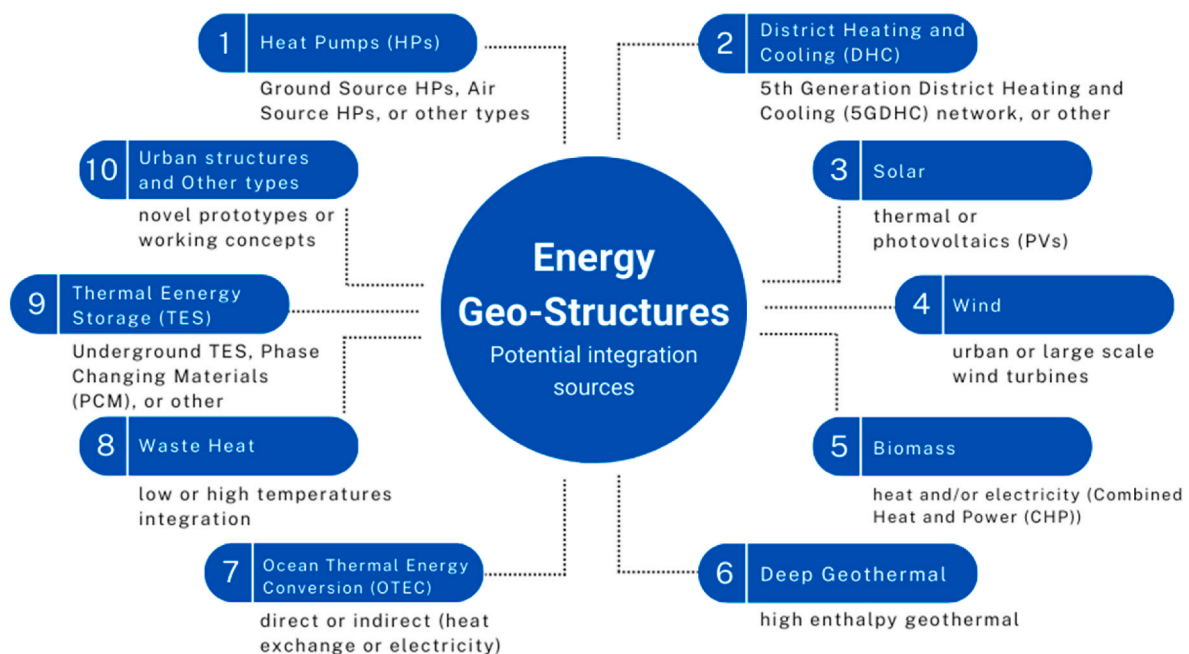 1
Heat Pumps (HPs)
Ground Source HPs, Air
Source HPs, or other types
2
District Heating and
Cooling (DHC)
5th Generation District Heating and
Cooling (5GDHC) network, or other
3
Solar
thermal or
photovoltaics (PVs)
4
Wind
urban or large scale
wind turbines
5
Biomass
heat and/or electricity (Combined
Heat and Power (CHP))
6
Deep Geothermal
high enthalpy geothermal
7
Ocean Thermal Energy
Conversion (OTEC)
direct or indirect (heat
exchange or electricity)
8
Waste Heat
low or high temperatures
integration
9
Thermal Eenergy
Storage (TES)
Underground TES, Phase
Changing Materials
(PCM), or other
10
Urban structures
and Other types
novel prototypes or
working concepts
Energy
Geo-Structures
Potential integration
sources